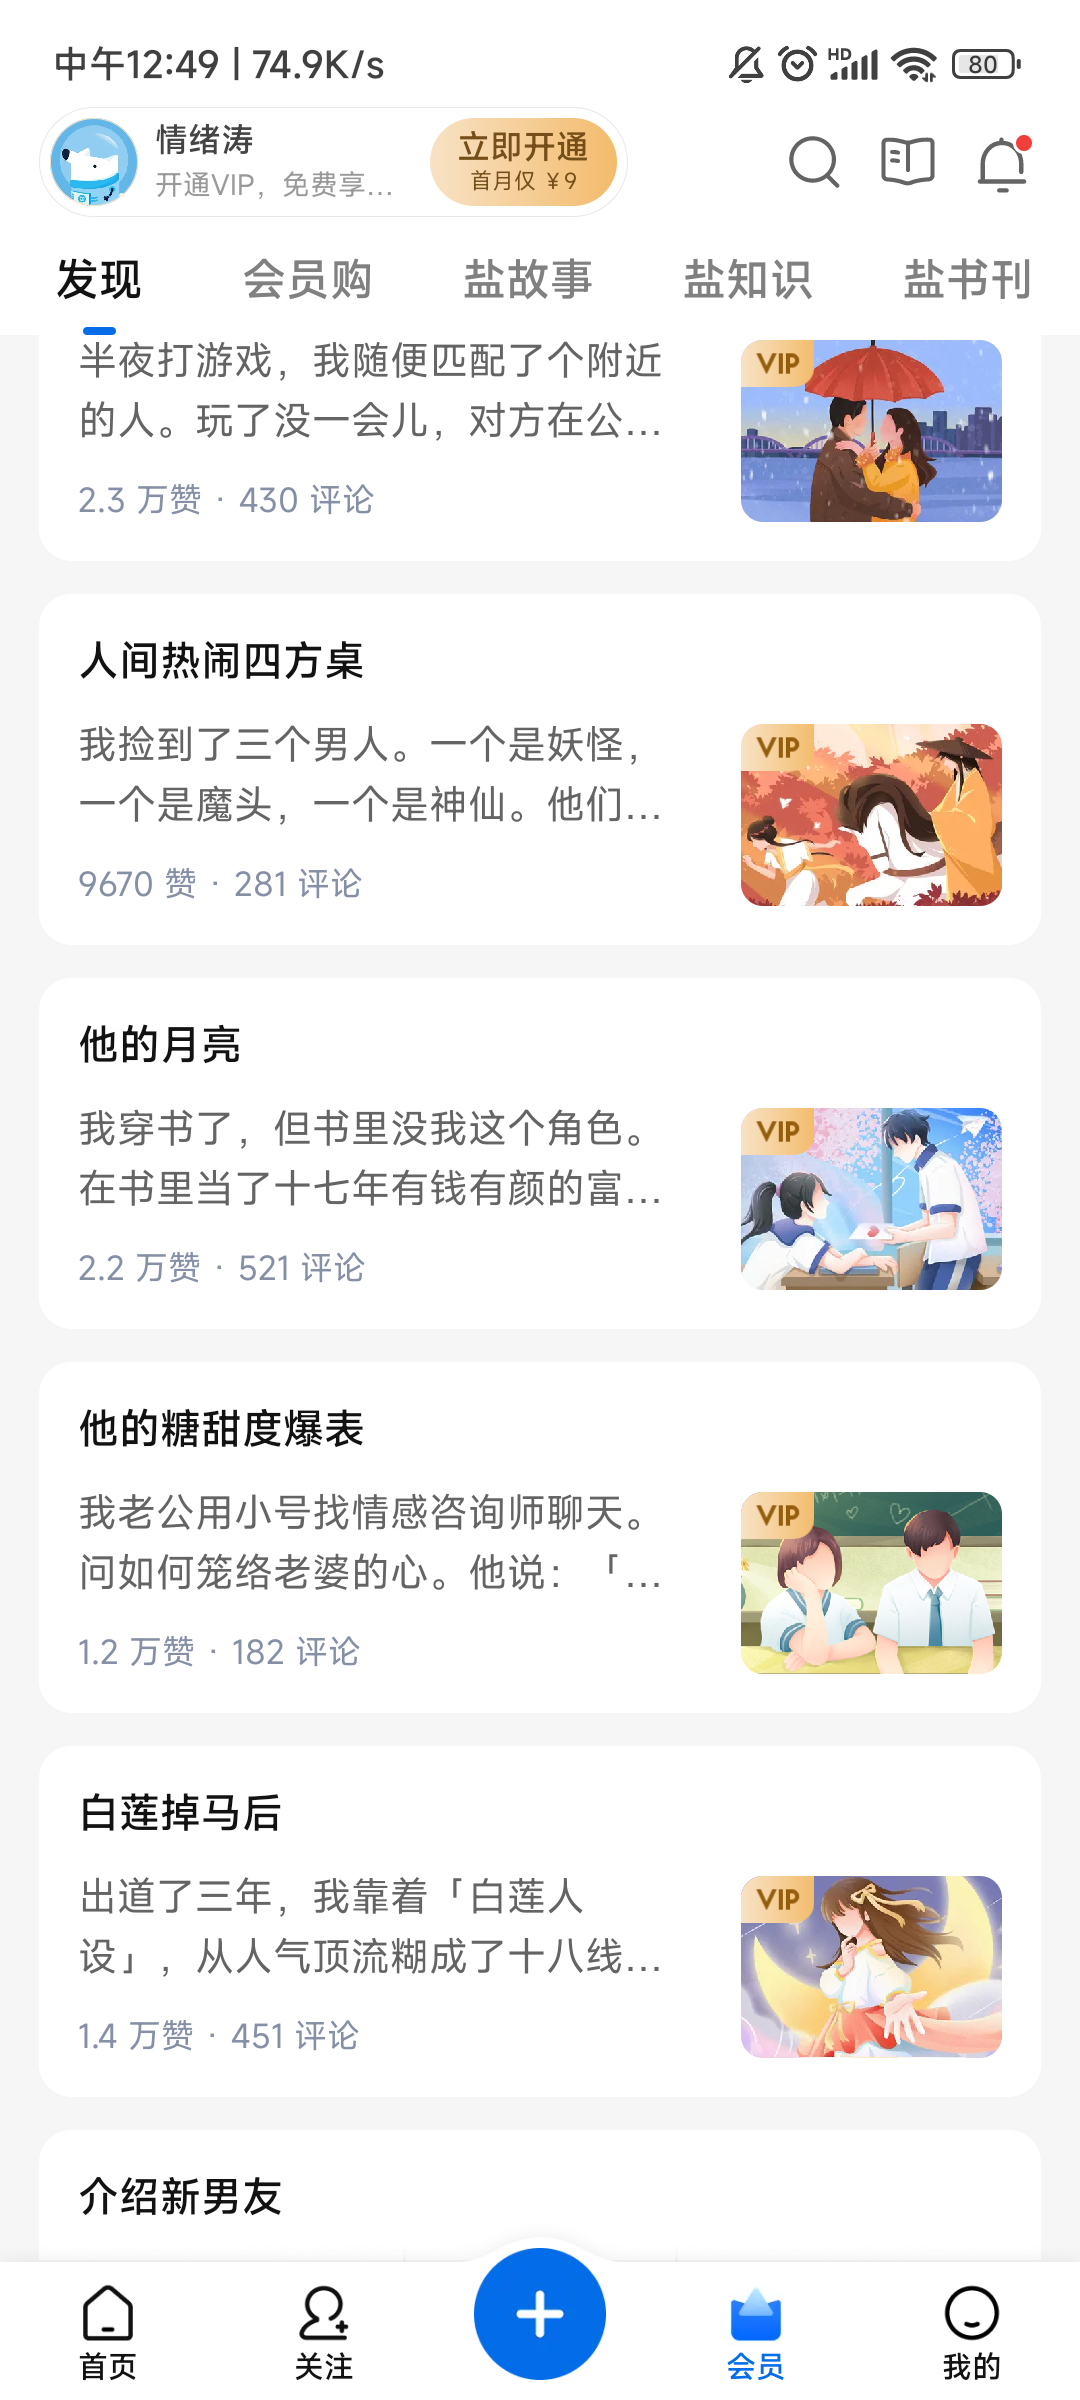 中午12:49 | 74.9K/s
HD
80
情绪涛
开通VIP，免费享...
立即开通
首月仅 ¥9
发现 会员购 盐故事 盐知识 盐书刊
半夜打游戏，我随便匹配了个附近
的人。玩了没一会儿，对方在公...
2.3 万赞 · 430 评论
VIP
人间热闹四方桌
我捡到了三个男人。一个是妖怪，
一个是魔头，一个是神仙。他们...
9670 赞 · 281 评论
VIP
他的月亮
我穿书了，但书里没我这个角色。
在书里当了十七年有钱有颜的富...
2.2 万赞 · 521 评论
VIP
他的糖甜度爆表
我老公用小号找情感咨询师聊天。
问如何笼络老婆的心。他说：「...
1.2 万赞 · 182 评论
VIP
白莲掉马后
出道了三年，我靠着「白莲人
设」，从人气顶流糊成了十八线...
1.4 万赞 · 451 评论
VIP
介绍新男友
首页 关注 会员 我的